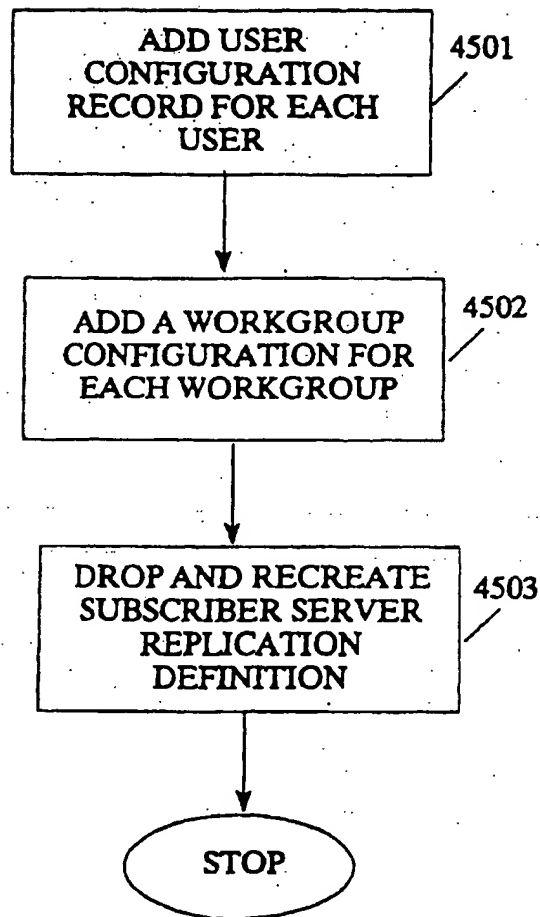 ADD USER
CONFIGURATION
RECORD FOR EACH
USER
4501
ADD A WORKGROUP
CONFIGURATION FOR
EACH WORKGROUP
4502
DROP AND RECREATE
SUBSCRIBER SERVER
REPLICATION
DEFINITION
4503
STOP